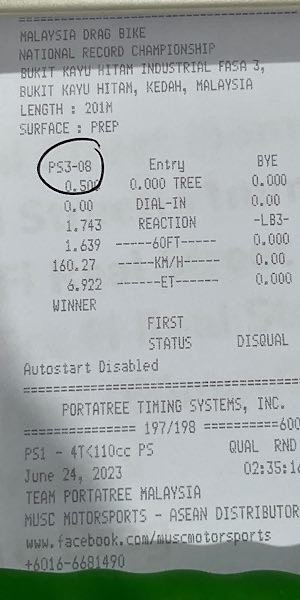 MALAYSIA DRAG BIKE
NATIONAL RECORD CHAMPIONSHIP
BUKIT KAYU HITAM INDUSTRIAL FASA 3,
BUKIT KAYU HITAM, KEDAH, MALAYSIA
LENGTH : 201M
SURFACE : PREP
PS3-08 Entry BYE
0.500 0.000 TREE 0.000
0.00 DIAL-IN 0.00
1.743 REACTION -LB3-
1.639 -----60FT----- 0.000
160.27 -----KM/H----- 0.00
6.922 ------ET------ 0.000
WINNER
FIRST
STATUS DISQUAL
Autostart Disabled
PORTATREE TIMING SYSTEMS, INC.
=============== 197/198 ==========600
PS1 - 4T<110cc PS QUAL RND
June 24, 2023 02:35:1
TEAM PORTATREE MALAYSIA
MUSC MOTORSPORTS - ASEAN DISTRIBUTOR
www.facebook.com/muscmotorsports
+6016-6681490